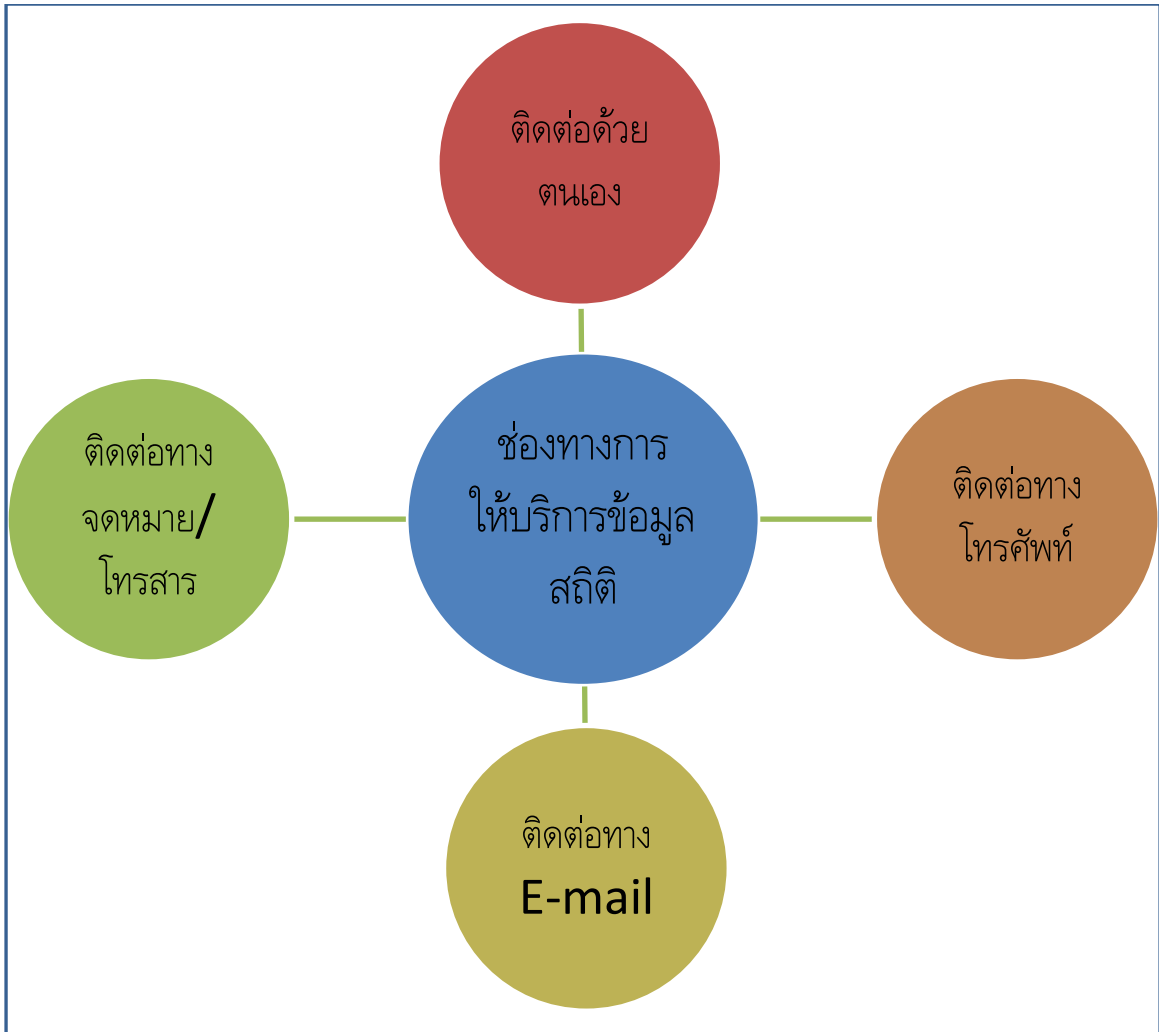 ติดต่อด้วย
ตนเอง
ติดต่อทาง
จดหมาย/
โทรสาร
ช่องทางการ
ให้บริการข้อมูล
สถิติ
ติดต่อทาง
โทรศัพท์
ติดต่อทาง
E-mail